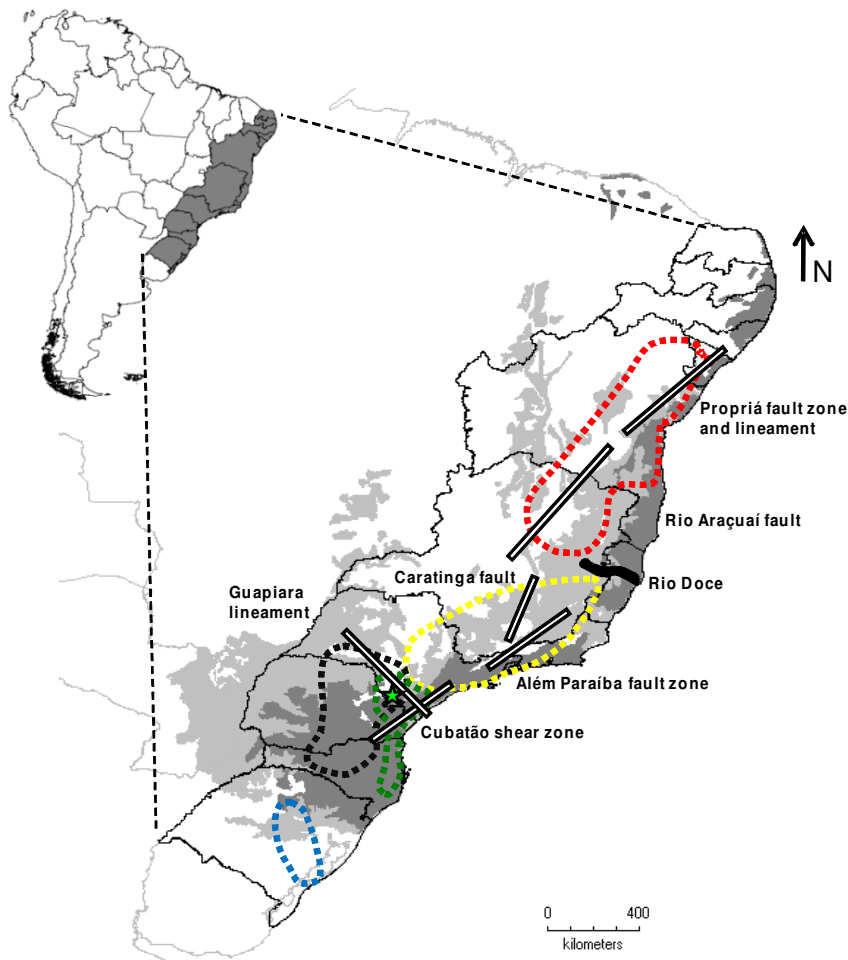 N
Propriá fault zone
and lineament
Rio Araçuaí fault
Caratinga fault
Rio Doce
Guapiara
lineament
Além Paraíba fault zone
Cubatão shear zone
0 400
kilometers